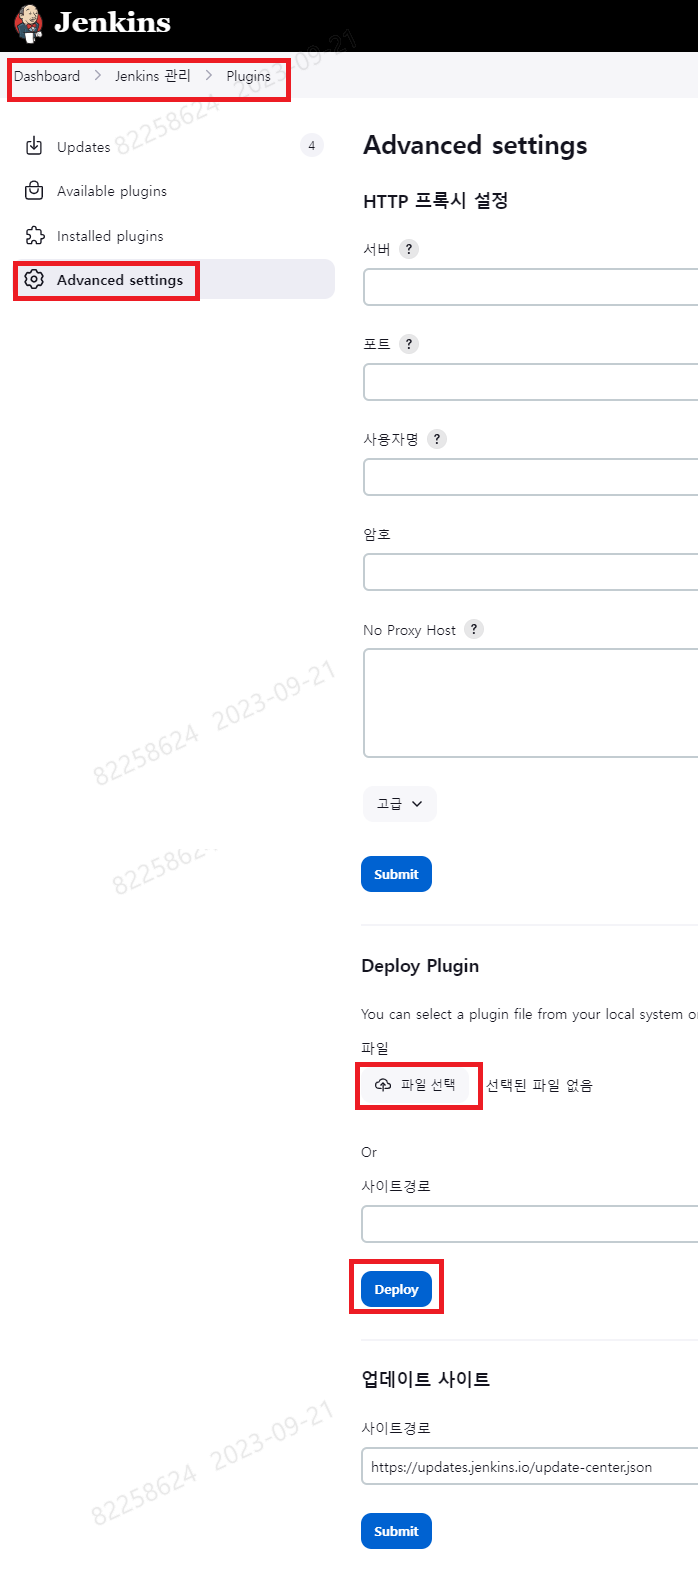 Jenkins
Dashboard > Jenkins 관리 > Plugins
82258624 2023-09-21
Updates 4
Available plugins
Installed plugins
Advanced settings
Advanced settings
HTTP 프록시 설정
서버 ?
포트 ?
사용자명 ?
암호
No Proxy Host ?
82258624 2023-09-21
고급
8225862
Submit
Deploy Plugin
You can select a plugin file from your local system
파일
파일 선택 선택된 파일 없음
Or
사이트경로
Deploy
업데이트 사이트
사이트경로
82258624 2023-09-21
https://updates.jenkins.io/update-center.json
Submit